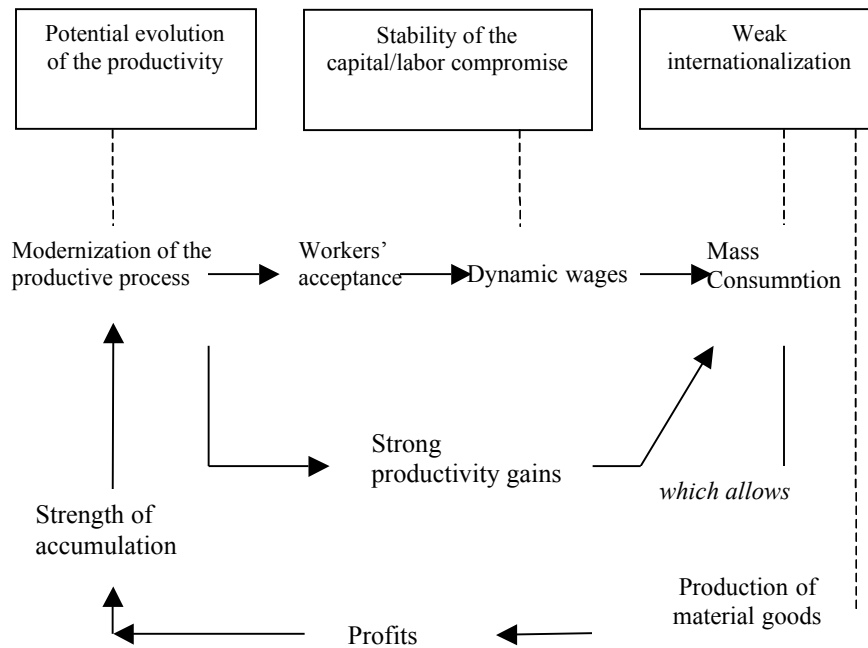 Potential evolution
of the productivity
Stability of the
capital/labor compromise
Weak
internationalization
Modernization of the
productive process
Workers’
acceptance
Dynamic wages
Mass
Consumption
Strong
productivity gains
which allows
Strength of
accumulation
Production of
material goods
Profits